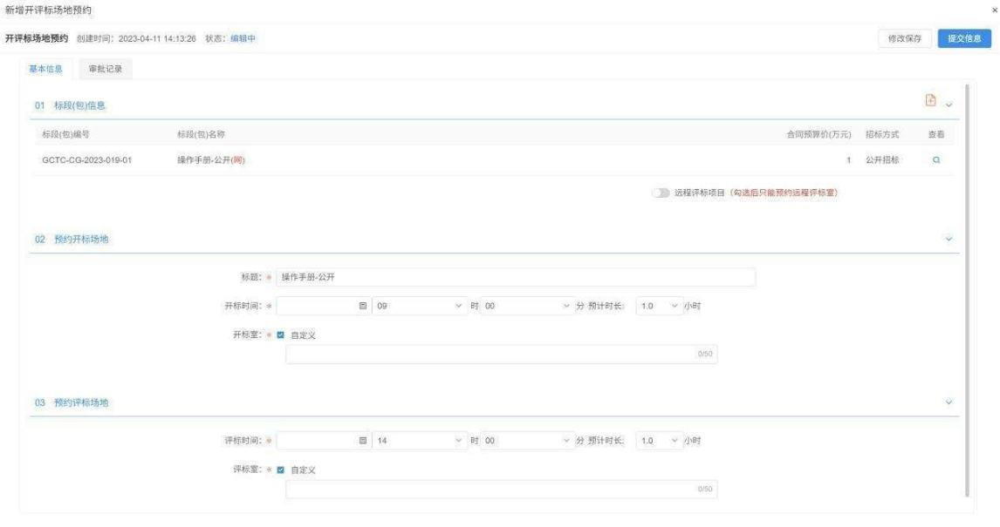 新增开评标场地预约 ×
开评标场地预约 创建时间：2023-04-11 14:13:26 状态：编辑中 修改保存 提交信息
基本信息 审批记录
01 标段(包)信息
标段(包)编号 标段(包)名称 合同预算价(万元) 招标方式 查看
GCTC-CG-2023-019-01 操作手册-公开(网) 1 公开招标
远程评标项目（勾选后只能预约远程评标室）
02 预约开标场地
标题：* 操作手册-公开
开标时间：* 09 时 00 分 预计时长: 1.0 小时
开标室：* 自定义
0/50
03 预约评标场地
评标时间：* 14 时 00 分 预计时长: 1.0 小时
评标室：* 自定义
0/50